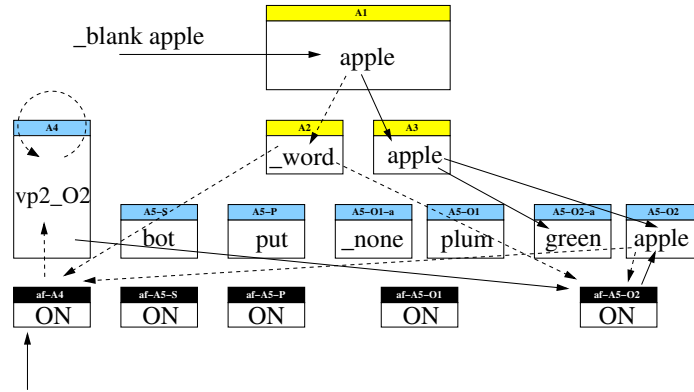 A1
_blank apple
apple
A4
A2
A3
_word
apple
vp2_O2
A5-S
A5-P
A5-O1-a
A5-O1
A5-O2-a
A5-O2
bot
put
_none
plum
green
apple
af-A4
af-A5-S
af-A5-P
af-A5-O1
af-A5-O2
ON
ON
ON
ON
ON